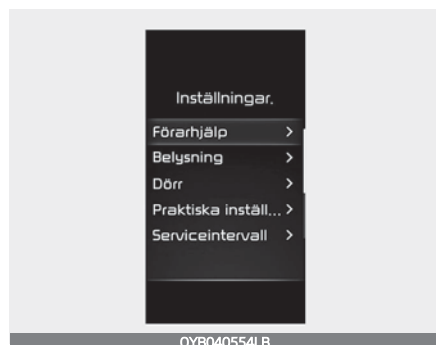 Inställningar.
Förarhjälp >
Belysning >
Dörr >
Praktiska inställ... >
Serviceintervall >
OYB040554LB